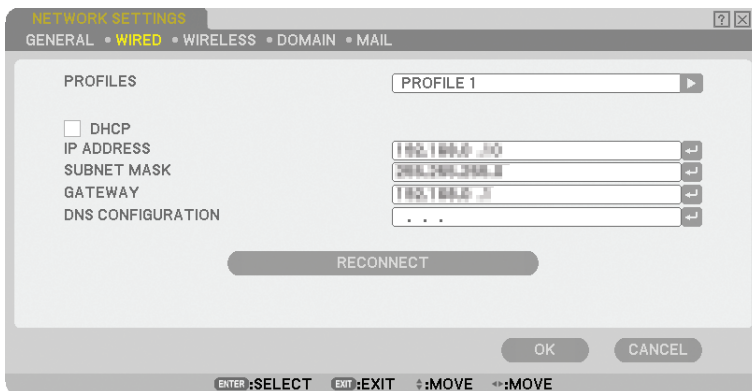 NETWORK SETTINGS
GENERAL • WIRED • WIRELESS • DOMAIN • MAIL
PROFILES PROFILE 1
DHCP
IP ADDRESS
SUBNET MASK
GATEWAY
DNS CONFIGURATION . . .
RECONNECT
OK CANCEL
ENTER :SELECT EXIT :EXIT :MOVE :MOVE